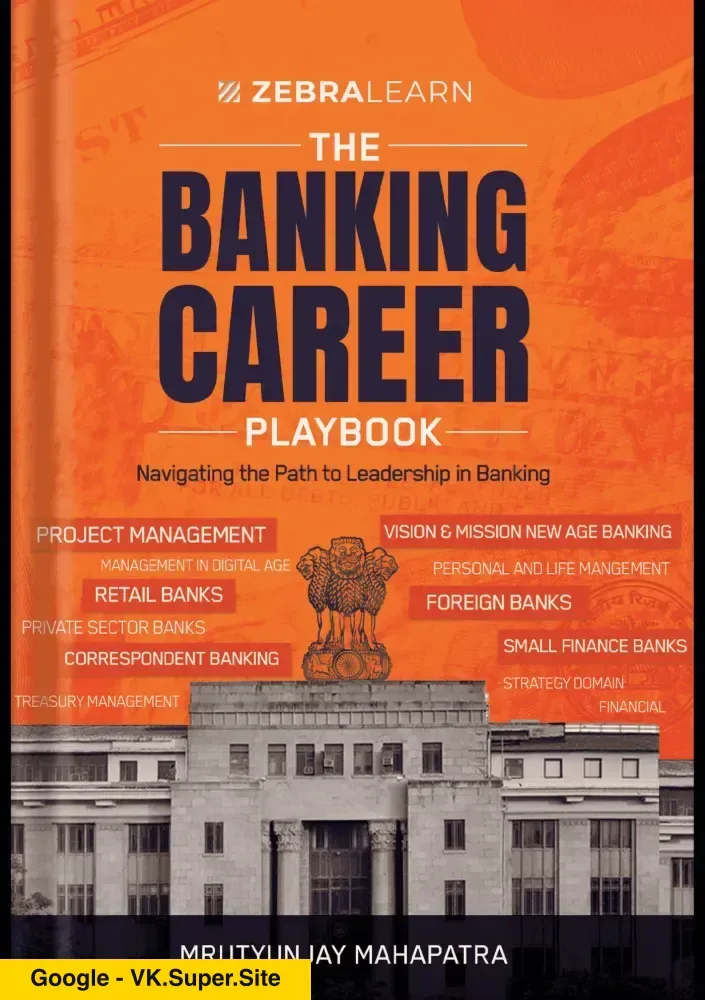 ZEBRALEARN
THE
BANKING
CAREER
PLAYBOOK
Navigating the Path to Leadership in Banking
PROJECT MANAGEMENT
MANAGEMENT IN DIGITAL AGE
RETAIL BANKS
PRIVATE SECTOR BANKS
CORRESPONDENT BANKING
TREASURY MANAGEMENT
VISION & MISSION NEW AGE BANKING
PERSONAL AND LIFE MANGEMENT
FOREIGN BANKS
SMALL FINANCE BANKS
STRATEGY DOMAIN
FINANCIAL
MRUTYUNJAY MAHAPATRA
Google - VK.Super.Site